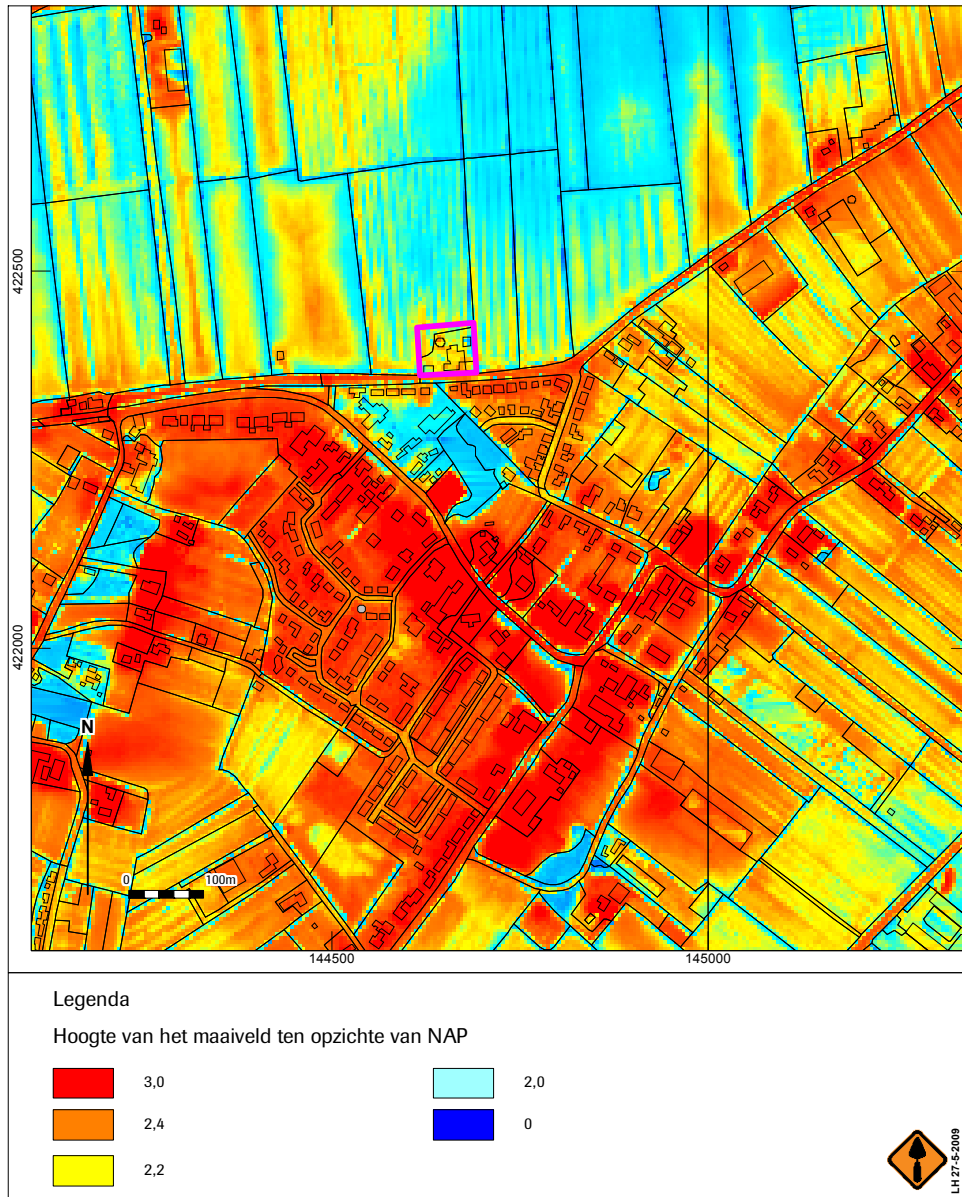 422500
422000
N
0 100m
144500 145000
Legenda
Hoogte van het maaiveld ten opzichte van NAP
3,0
2,4
2,2
2,0
0
LH 27-5-2009